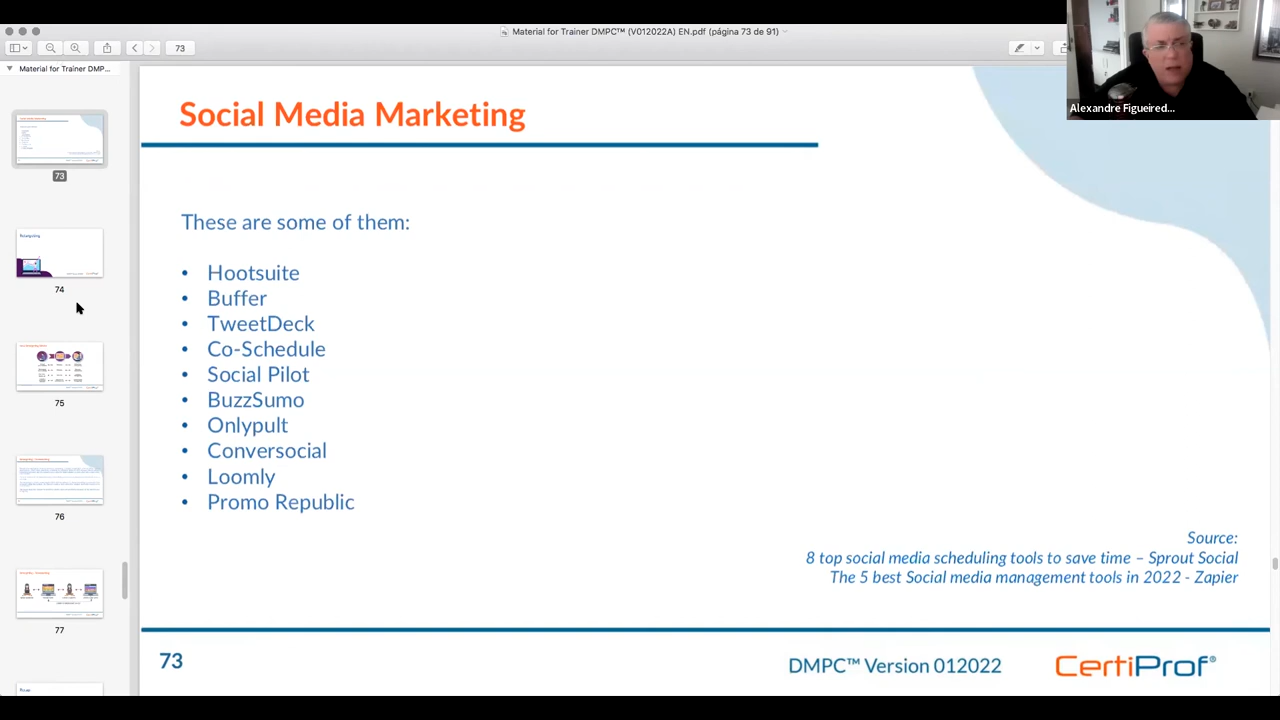 Material for Trainer DMPC™ (V012022A) EN.pdf (página 73 de 91)
73
Material for Trainer DMP...
Alexandre Figueired...
Social Media Marketing
73
These are some of them:
• Hootsuite
• Buffer
74
• TweetDeck
• Co-Schedule
• Social Pilot
• BuzzSumo
75
• Onlypult
• Conversocial
• Loomly
• Promo Republic
76
Source:
8 top social media scheduling tools to save time – Sprout Social
The 5 best Social media management tools in 2022 - Zapier
77
73
DMPC™ Version 012022
CertiProf®